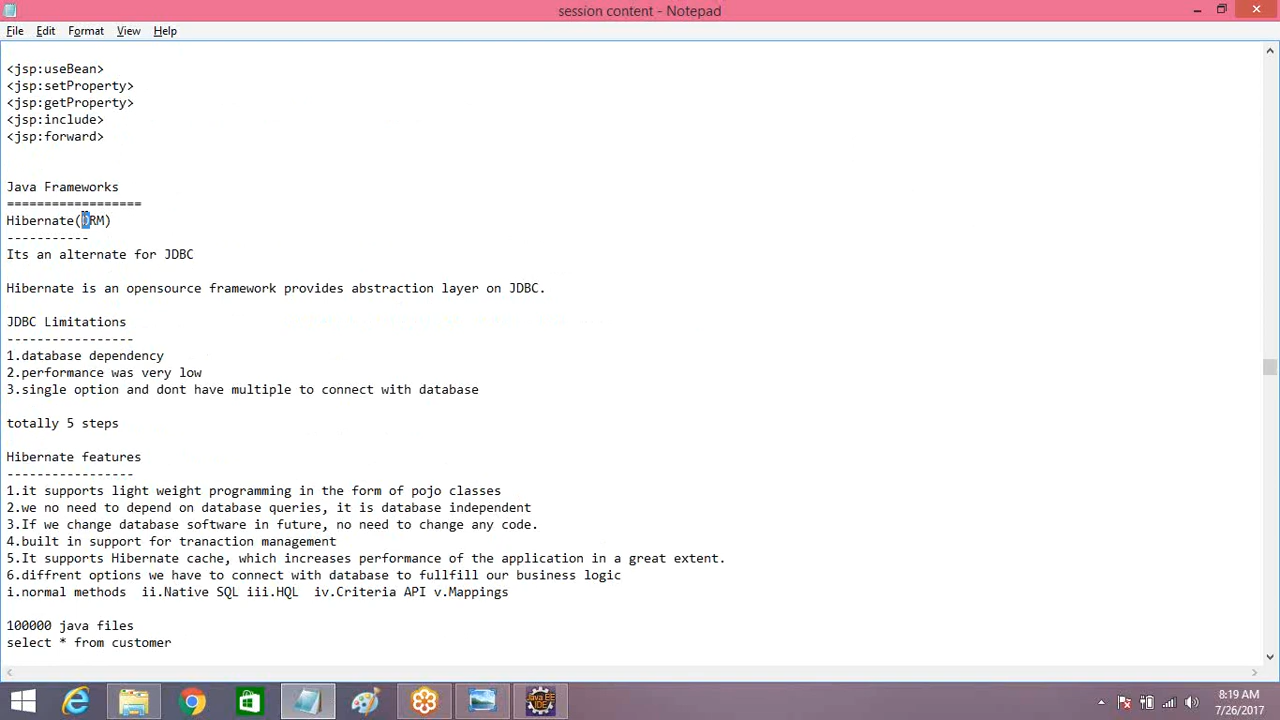 session content - Notepad
File Edit Format View Help
<jsp:useBean>
<jsp:setProperty>
<jsp:getProperty>
<jsp:include>
<jsp:forward>
Java Frameworks
==================
Hibernate(ORM)
-----------
Its an alternate for JDBC
Hibernate is an opensource framework provides abstraction layer on JDBC.
JDBC Limitations
-----------------
1.database dependency
2.performance was very low
3.single option and dont have multiple to connect with database
totally 5 steps
Hibernate features
-----------------
1.it supports light weight programming in the form of pojo classes
2.we no need to depend on database queries, it is database independent
3.If we change database software in future, no need to change any code.
4.built in support for tranaction management
5.It supports Hibernate cache, which increases performance of the application in a great extent.
6.diffrent options we have to connect with database to fullfill our business logic
i.normal methods  ii.Native SQL iii.HQL  iv.Criteria API v.Mappings
100000 java files
select * from customer
Java EE
IDE
8:19 AM
7/26/2017